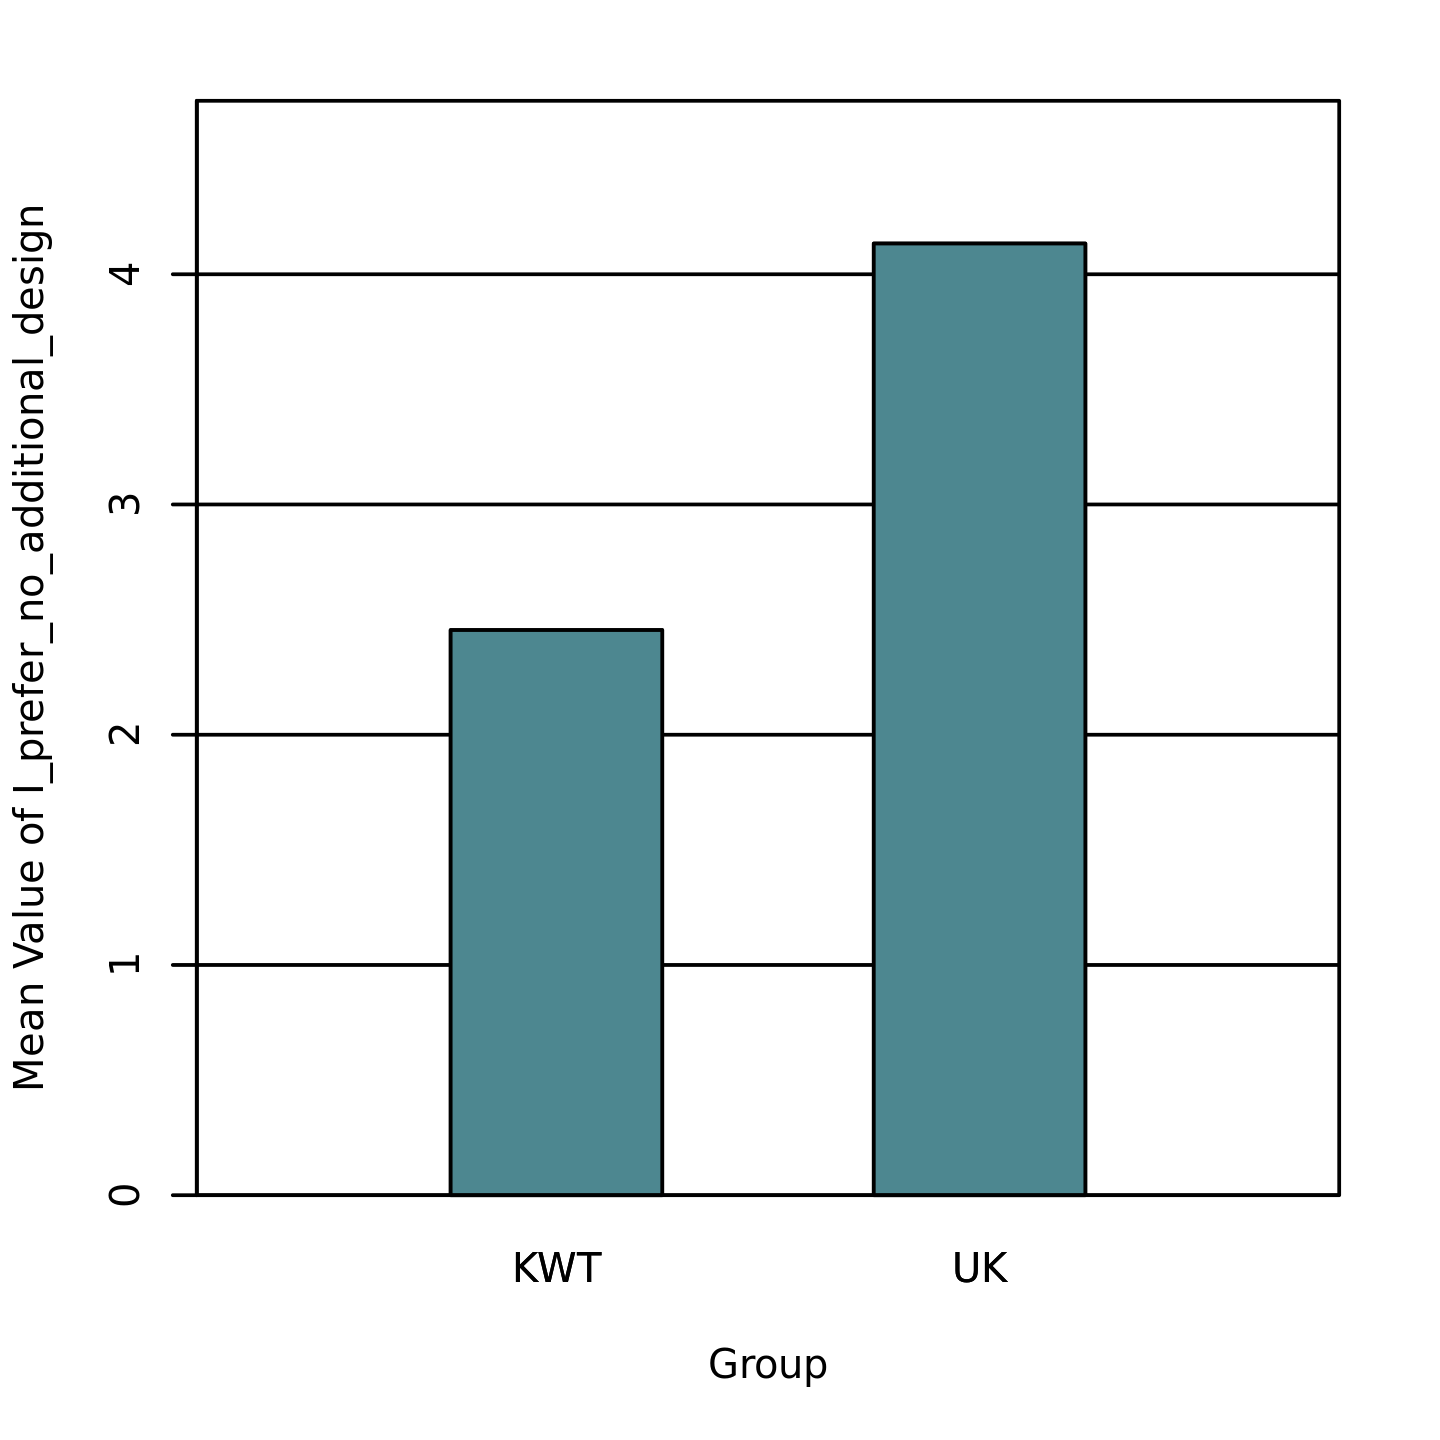 Mean Value of I_prefer_no_additional_design
4
3
2
1
0
KWT
UK
Group